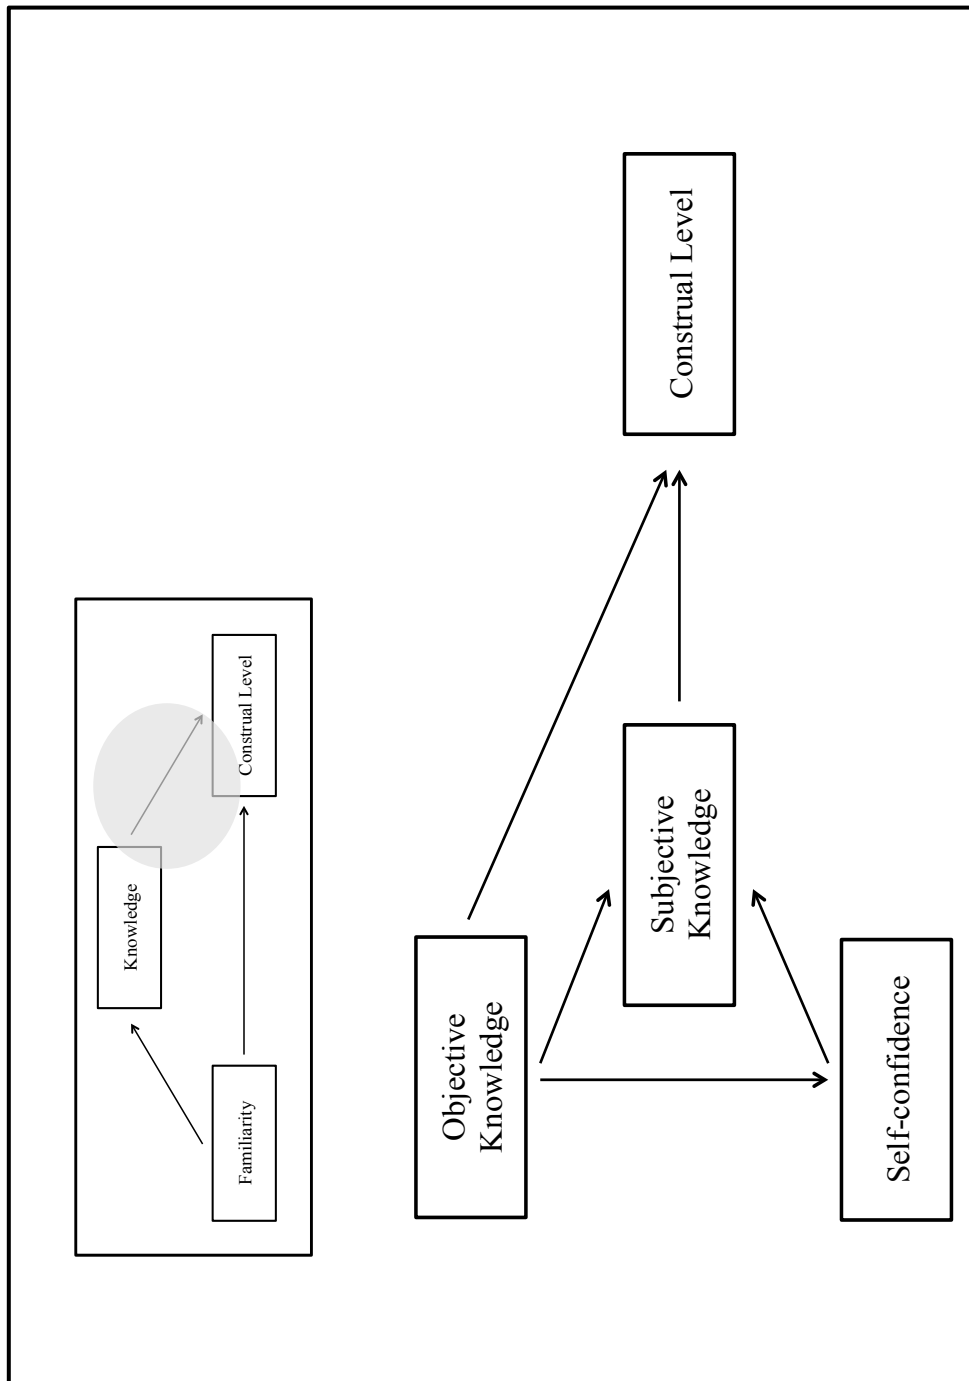 Knowledge
Familiarity
Construal Level
Objective
Knowledge
Subjective
Knowledge
Construal Level
Self-confidence